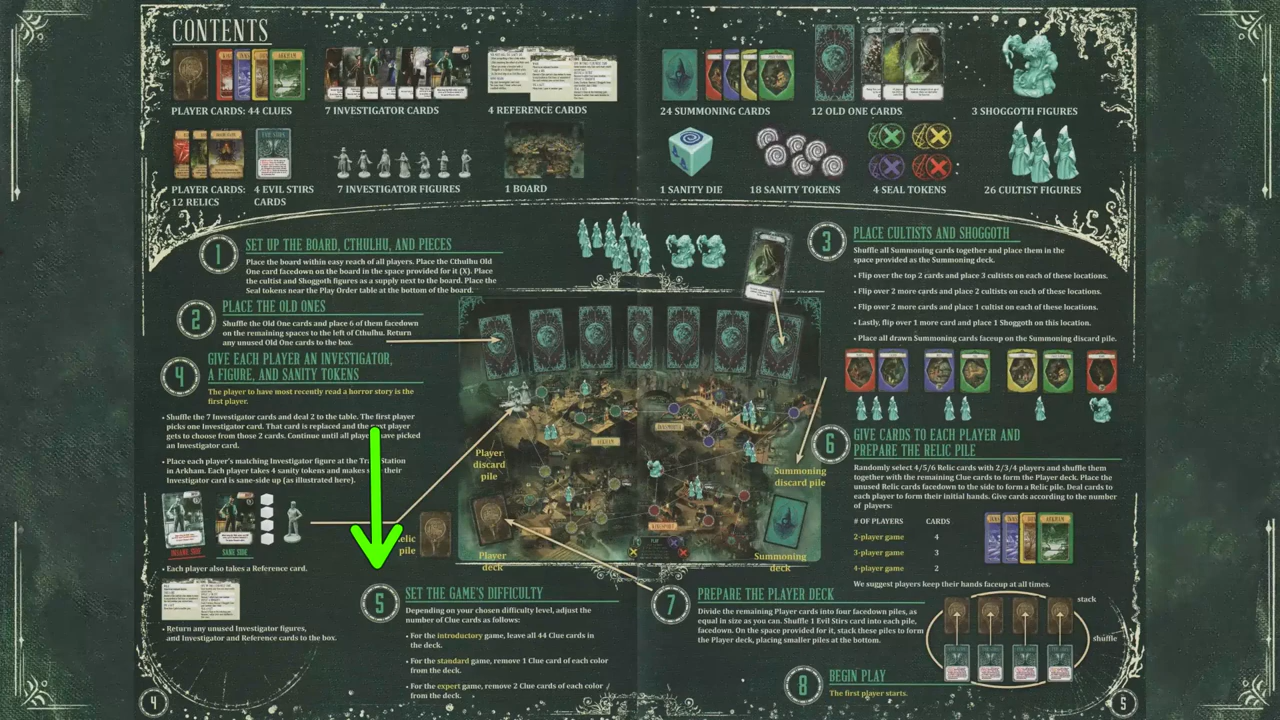 CONTENTS
PLAYER CARDS: 44 CLUES
7 INVESTIGATOR CARDS
4 REFERENCE CARDS
24 SUMMONING CARDS
12 OLD ONE CARDS
3 SHOGGOTH FIGURES
PLAYER CARDS:
12 RELICS
4 EVIL STIRS
CARDS
7 INVESTIGATOR FIGURES
1 BOARD
1 SANITY DIE
18 SANITY TOKENS
4 SEAL TOKENS
26 CULTIST FIGURES
1
SET UP THE BOARD, CTHULHU, AND PIECES
Place the board within easy reach of all players. Place the Cthulhu Old
One card facedown on the board in the space provided for it (X). Place
the cultist and Shoggoth figures as a supply next to the board. Place the
Seal tokens near the Play Order table at the bottom of the board.
2
PLACE THE OLD ONES
Shuffle the Old One cards and place 6 of them facedown
on the remaining spaces to the left of Cthulhu. Return
any unused Old One cards to the box.
3
PLACE CULTISTS AND SHOGGOTH
Shuffle all Summoning cards together and place them in the
space provided as the Summoning deck.
• Flip over the top 2 cards and place 3 cultists on each of these locations.
• Flip over 2 more cards and place 2 cultists on each of these locations.
• Flip over 2 more cards and place 1 cultist on each of these locations.
• Lastly, flip over 1 more card and place 1 Shoggoth on this location.
• Place all drawn Summoning cards faceup on the Summoning discard pile.
4
GIVE EACH PLAYER AN INVESTIGATOR,
A FIGURE, AND SANITY TOKENS
The player to have most recently read a horror story is the
first player.
• Shuffle the 7 Investigator cards and deal 2 to the table. The first player
picks one Investigator card. That card is replaced and the next player
gets to choose from those 2 cards. Continue until all players have picked
an Investigator card.
• Place each player's matching Investigator figure at the Train Station
in Arkham. Each player takes 4 sanity tokens and makes sure their
Investigator card is sane-side up (as illustrated here).
INSANE SIDE
SANE SIDE
• Each player also takes a Reference card.
• Return any unused Investigator figures,
and Investigator and Reference cards to the box.
Player
discard
pile
Relic
pile
Player
deck
Summoning
discard pile
Summoning
deck
ARKHAM
INNSMOUTH
KINGSPORT
5
SET THE GAME'S DIFFICULTY
Depending on your chosen difficulty level, adjust the
number of Clue cards as follows:
• For the introductory game, leave all 44 Clue cards in
the deck.
• For the standard game, remove 1 Clue card of each color
from the deck.
• For the expert game, remove 2 Clue cards of each color
from the deck.
6
GIVE CARDS TO EACH PLAYER AND
PREPARE THE RELIC PILE
Randomly select 4/5/6 Relic cards with 2/3/4 players and shuffle them
together with the remaining Clue cards to form the Player deck. Place the
unused Relic cards facedown to the side to form a Relic pile. Deal cards to
each player to form their initial hands. Give cards according to the number
of players:
# OF PLAYERS CARDS
2-player game 4
3-player game 3
4-player game 2
We suggest players keep their hands faceup at all times.
7
PREPARE THE PLAYER DECK
Divide the remaining Player cards into four facedown piles, as
equal in size as you can. Shuffle 1 Evil Stirs card into each pile,
facedown. On the space provided for it, stack these piles to form
the Player deck, placing smaller piles at the bottom.
stack
shuffle
8
BEGIN PLAY
The first player starts.
4
5